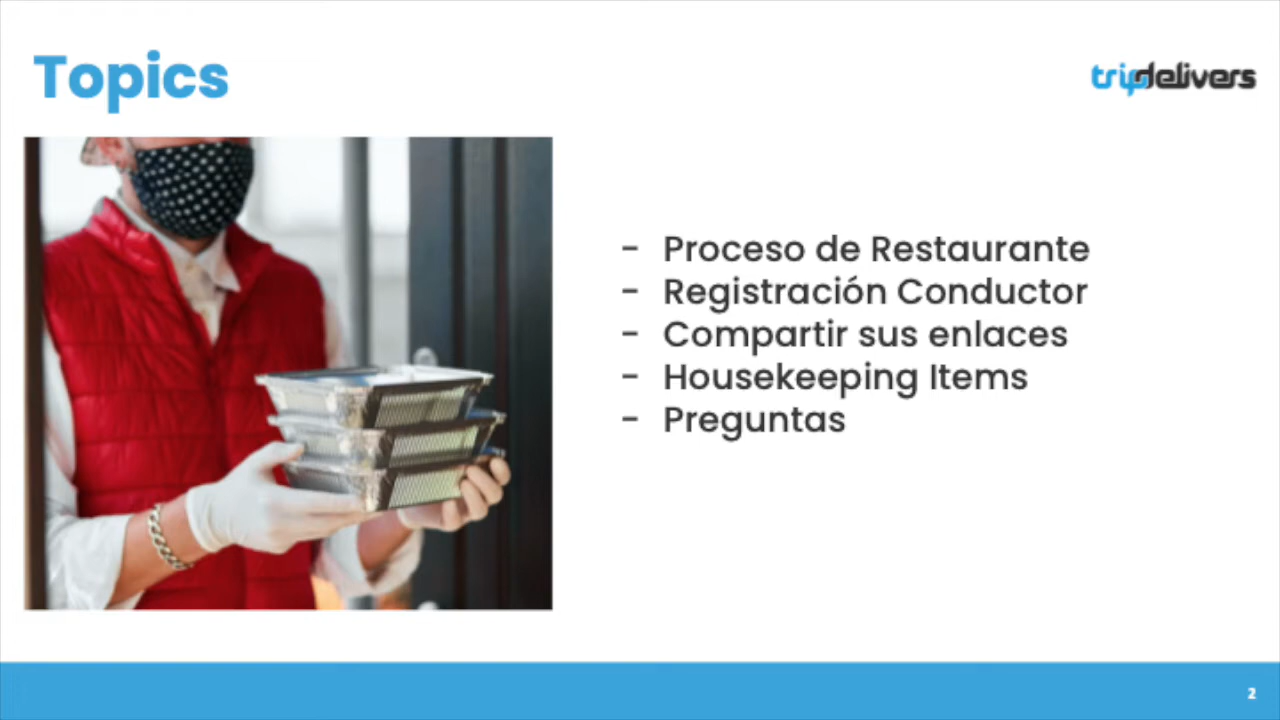 Topics
tripdelivers
- Proceso de Restaurante
- Registración Conductor
- Compartir sus enlaces
- Housekeeping Items
- Preguntas
2